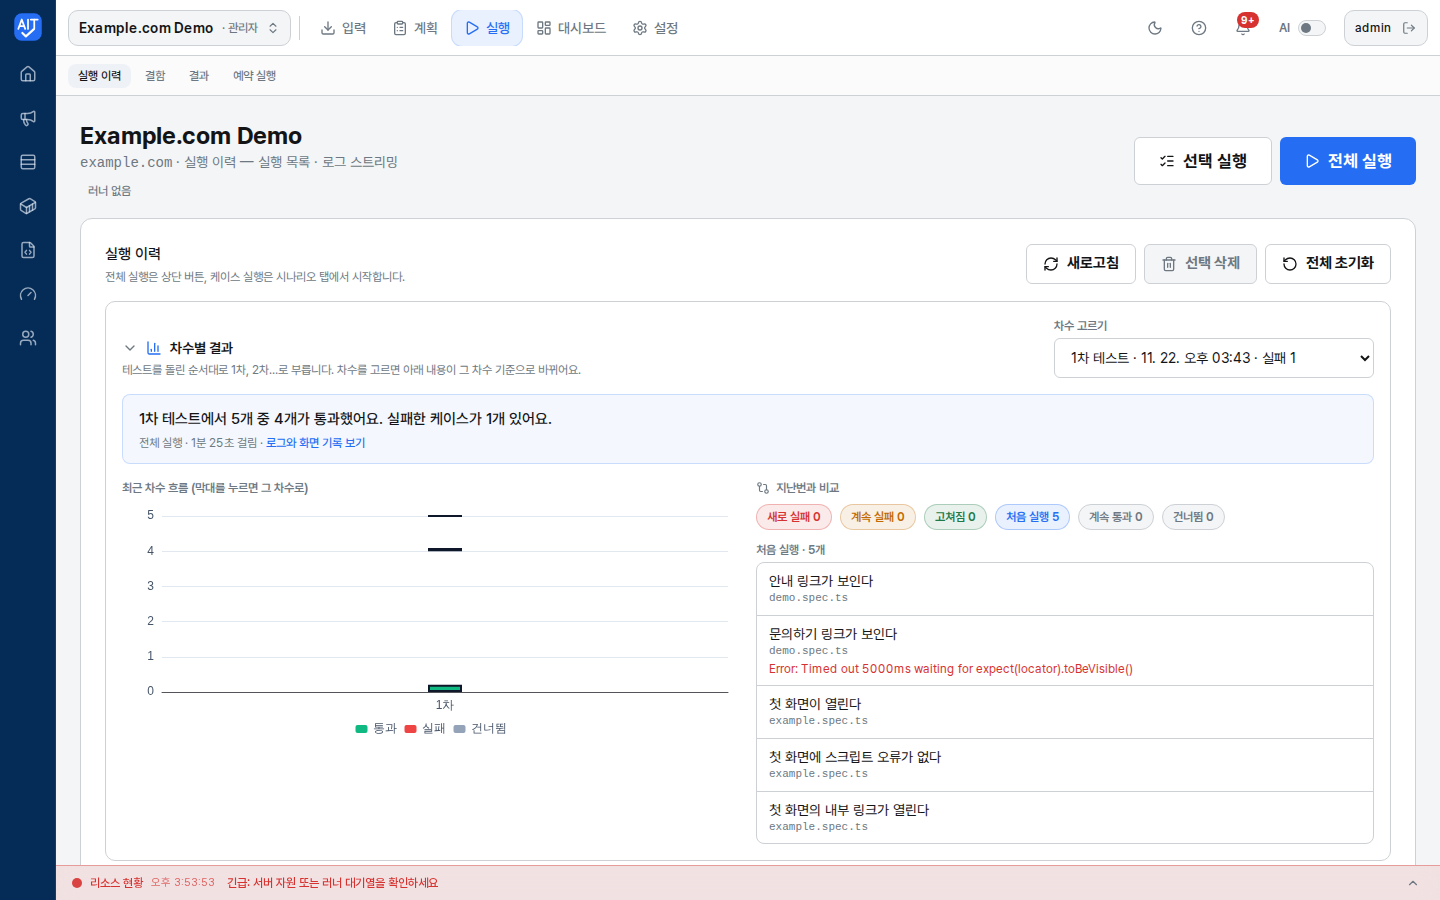 AIT
Example.com Demo · 관리자
입력
계획
실행
대시보드
설정
9+
AI
admin
실행 이력
결함
결과
예약 실행
Example.com Demo
example.com · 실행 이력 — 실행 목록 · 로그 스트리밍
러너 없음
선택 실행
전체 실행
실행 이력
전체 실행은 상단 버튼, 케이스 실행은 시나리오 탭에서 시작합니다.
새로고침
선택 삭제
전체 초기화
차수별 결과
테스트를 돌린 순서대로 1차, 2차...로 부릅니다. 차수를 고르면 아래 내용이 그 차수 기준으로 바뀌어요.
차수 고르기
1차 테스트 · 11. 22. 오후 03:43 · 실패 1
1차 테스트에서 5개 중 4개가 통과했어요. 실패한 케이스가 1개 있어요.
전체 실행 · 1분 25초 걸림 · 로그와 화면 기록 보기
최근 차수 흐름 (막대를 누르면 그 차수로)
5
4
3
2
1
0
1차
통과
실패
건너뜀
지난번과 비교
새로 실패 0
계속 실패 0
고쳐짐 0
처음 실행 5
계속 통과 0
건너뜀 0
처음 실행 · 5개
안내 링크가 보인다
demo.spec.ts
문의하기 링크가 보인다
demo.spec.ts
Error: Timed out 5000ms waiting for expect(locator).toBeVisible()
첫 화면이 열린다
example.spec.ts
첫 화면에 스크립트 오류가 없다
example.spec.ts
첫 화면의 내부 링크가 열린다
example.spec.ts
리소스 현황 오후 3:53:53 긴급: 서버 자원 또는 러너 대기열을 확인하세요